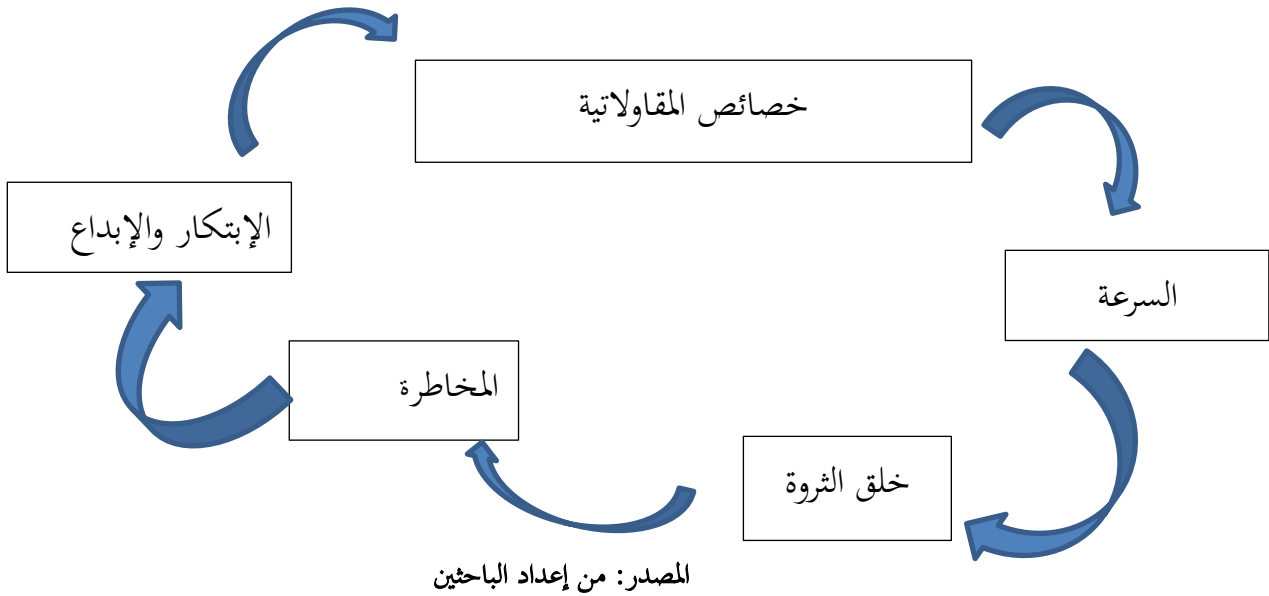 خصائص المقاولاتية
الإبتكار والإبداع
السرعة
المخاطرة
خلق الثروة
المصدر: من إعداد الباحثين